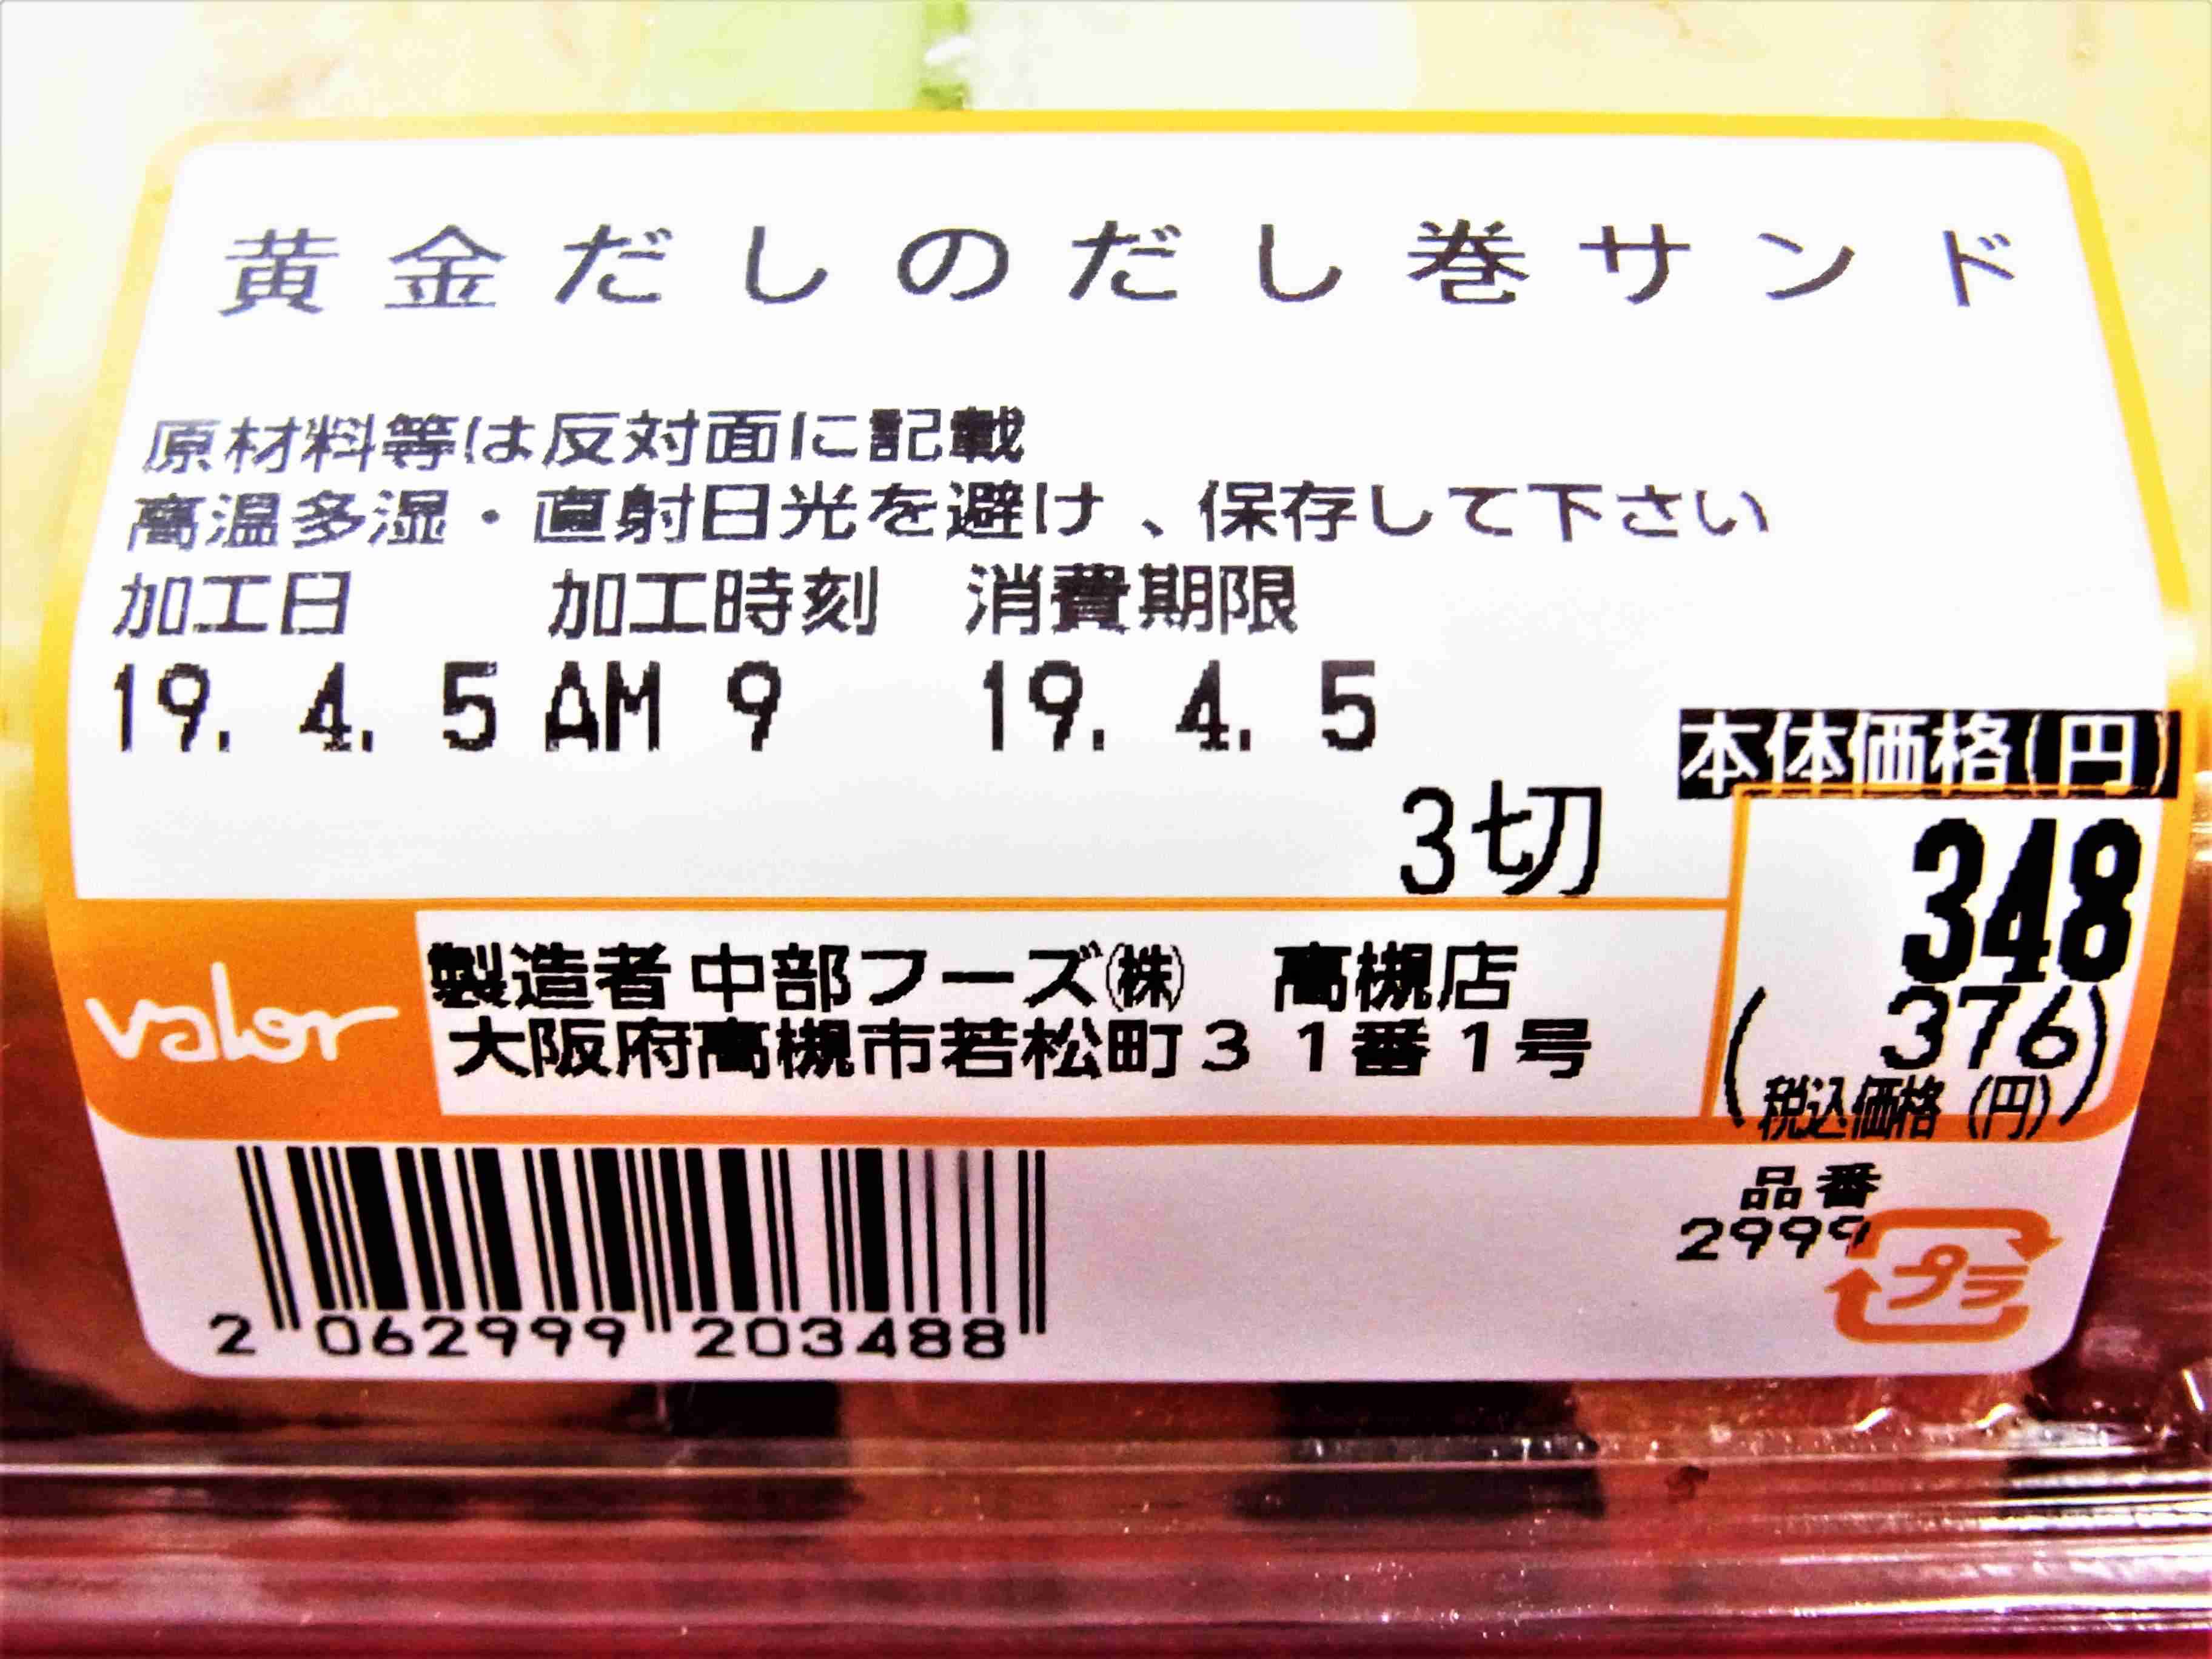 黄金だしのだし巻サンド
原材料等は反対面に記載
高温多湿・直射日光を避け、保存して下さい
加工日 加工時刻 消費期限
19. 4. 5 AM 9 19. 4. 5
本体価格(円)
3切
348
(376)
税込価格(円)
valor
製造者 中部フーズ㈱ 高槻店
大阪府高槻市若松町31番1号
品番
2999
プラ
2 062999 203488